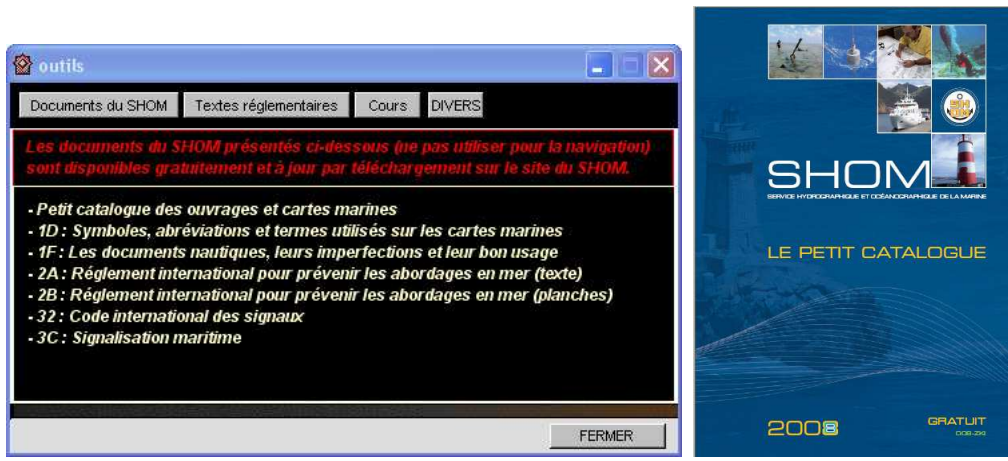 outils
Documents du SHOM
Textes réglementaires
Cours
DIVERS
Les documents du SHOM présentés ci-dessous (ne pas utiliser pour la navigation)
sont disponibles gratuitement et à jour par téléchargement sur le site du SHOM.
- Petit catalogue des ouvrages et cartes marines
- 1D : Symboles, abréviations et termes utilisés sur les cartes marines
- 1F : Les documents nautiques, leurs imperfections et leur bon usage
- 2A : Réglement international pour prévenir les abordages en mer (texte)
- 2B : Réglement international pour prévenir les abordages en mer (planches)
- 32 : Code international des signaux
- 3C : Signalisation maritime
FERMER
SHOM
SERVICE HYDROGRAPHIQUE ET OCÉANOGRAPHIQUE DE LA MARINE
LE PETIT CATALOGUE
2008
GRATUIT